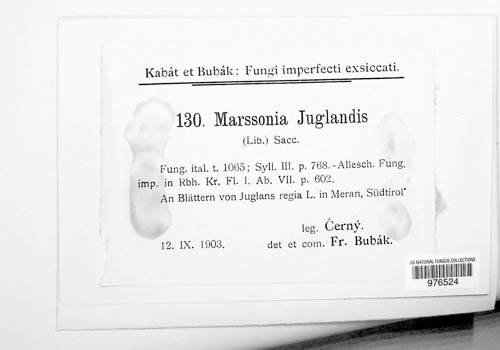 Kabát et Bubák: Fungi imperfecti exsiccati.
130. Marssonia Juglandis
(Lib.) Sacc.
Fung. ital. t. 1065; Syll. III. p. 768.-Allesch. Fung.
imp. in Rbh. Kr. Fl. I. Ab. VII. p. 602.
An Blättern von Juglans regia L. in Meran, Südtirol
leg. Černý.
12. IX. 1903. det et com. Fr. Bubák.
US NATIONAL FUNGUS COLLECTIONS
976524